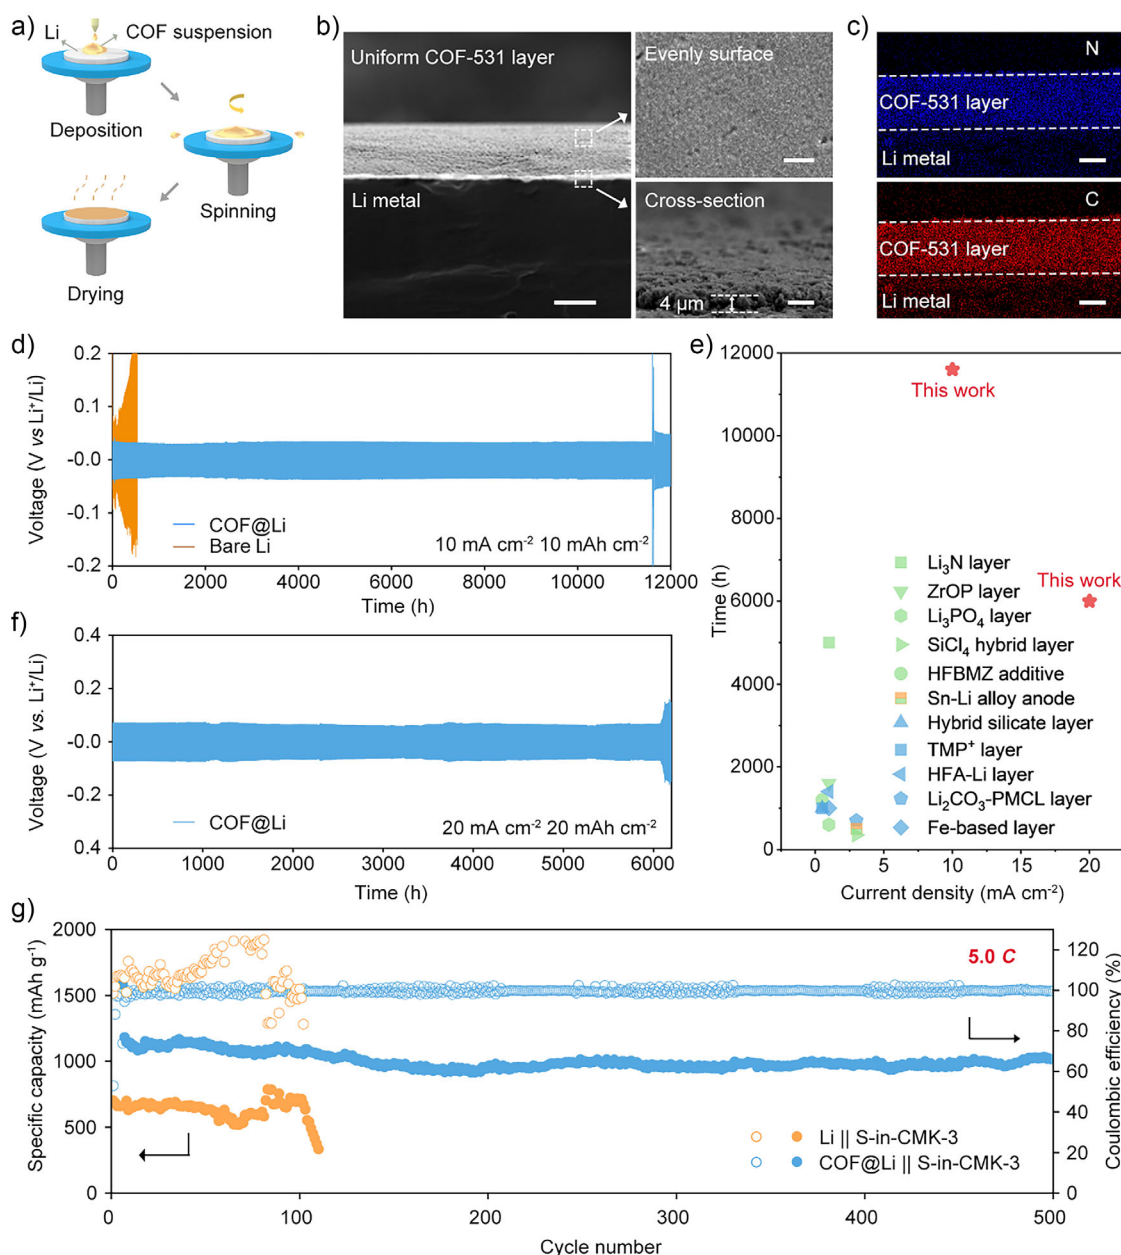 a)
Li
COF suspension
Deposition
Spinning
Drying
b)
Uniform COF-531 layer
Li metal
Evenly surface
Cross-section
4 μm
c)
N
COF-531 layer
Li metal
C
COF-531 layer
Li metal
d)
0.2
0.1
-0.0
-0.1
-0.2
Voltage (V vs Li⁺/Li)
COF@Li
Bare Li
10 mA cm⁻² 10 mAh cm⁻²
0 2000 4000 6000 8000 10000 12000
Time (h)
e)
12000
10000
8000
6000
4000
2000
0
Time (h)
This work
This work
Li₃N layer
ZrOP layer
Li₃PO₄ layer
SiCl₄ hybrid layer
HFBMZ additive
Sn-Li alloy anode
Hybrid silicate layer
TMP⁺ layer
HFA-Li layer
Li₂CO₃-PMCL layer
Fe-based layer
0 5 10 15 20
Current density (mA cm⁻²)
f)
0.4
0.2
-0.0
-0.2
-0.4
Voltage (V vs. Li⁺/Li)
COF@Li
20 mA cm⁻² 20 mAh cm⁻²
0 1000 2000 3000 4000 5000 6000
Time (h)
g)
2000
1500
1000
500
0
Specific capacity (mAh g⁻¹)
5.0 C
Li || S-in-CMK-3
COF@Li || S-in-CMK-3
120
100
80
60
40
20
0
Coulombic efficiency (%)
0 100 200 300 400 500
Cycle number